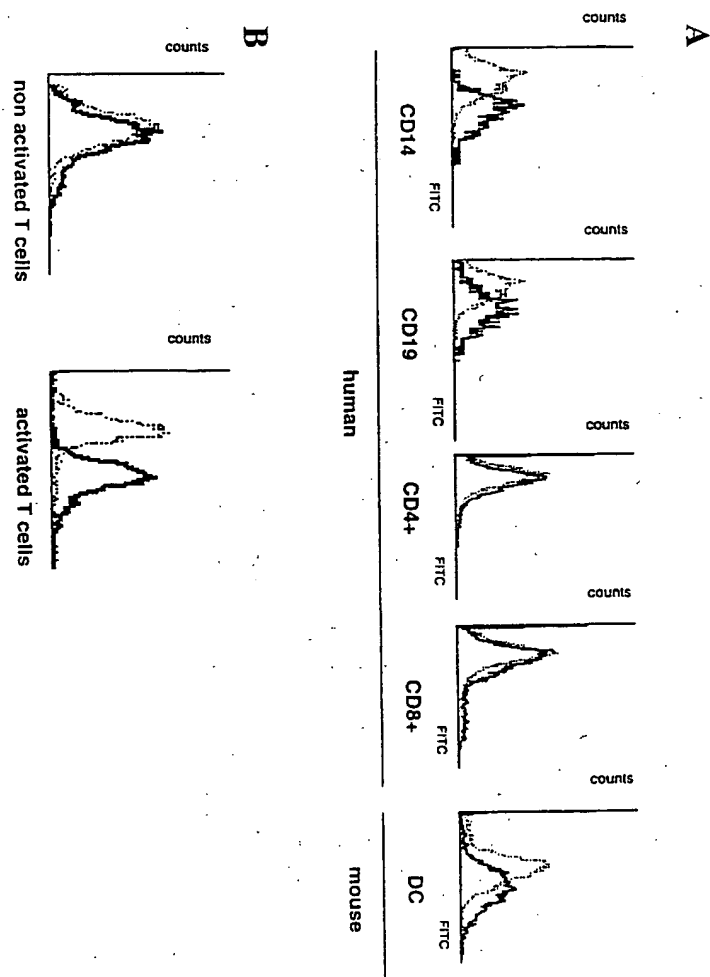 A
counts
counts
counts
counts
counts
FITC
FITC
FITC
FITC
FITC
CD14
CD19
CD4+
CD8+
DC
human
mouse
B
counts
counts
non activated T cells
activated T cells